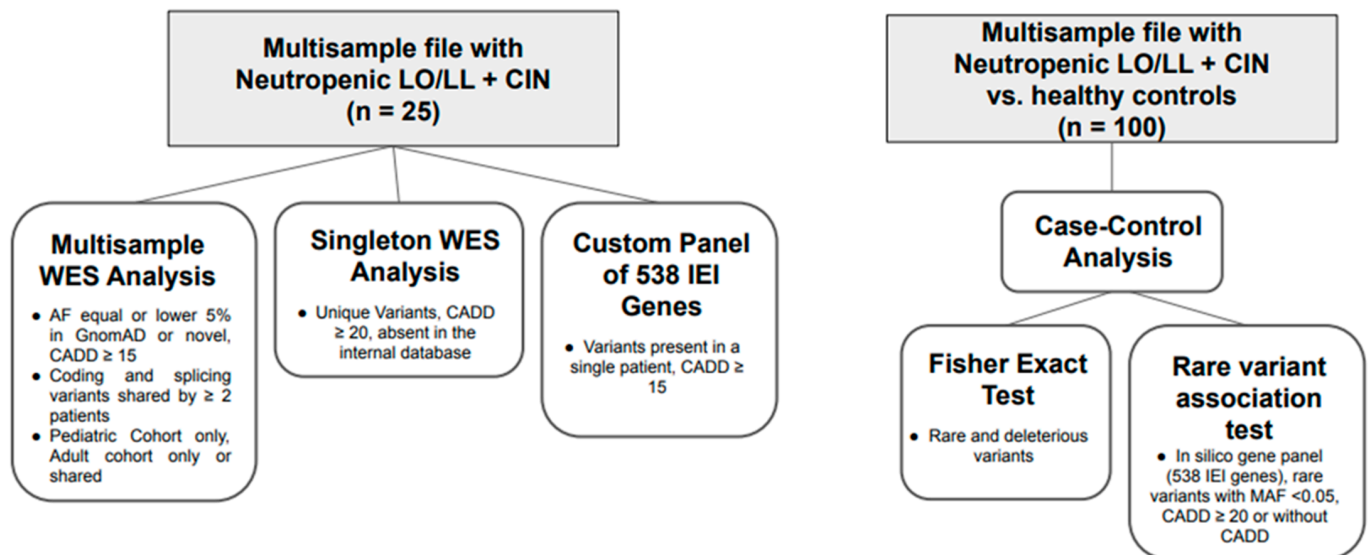 Multisample file with
Neutropenic LO/LL + CIN
(n = 25)
Multisample WES Analysis
● AF equal or lower 5%
in GnomAD or novel,
CADD ≥ 15
● Coding and splicing
variants shared by ≥ 2
patients
● Pediatric Cohort only,
Adult cohort only or
shared
Singleton WES
Analysis
● Unique Variants, CADD
≥ 20, absent in the
internal database
Custom Panel
of 538 IEI
Genes
● Variants present in a
single patient, CADD ≥
15
Multisample file with
Neutropenic LO/LL + CIN
vs. healthy controls
(n = 100)
Case-Control
Analysis
Fisher Exact
Test
● Rare and deleterious
variants
Rare variant
association
test
● In silico gene panel
(538 IEI genes), rare
variants with MAF <0.05,
CADD ≥ 20 or without
CADD